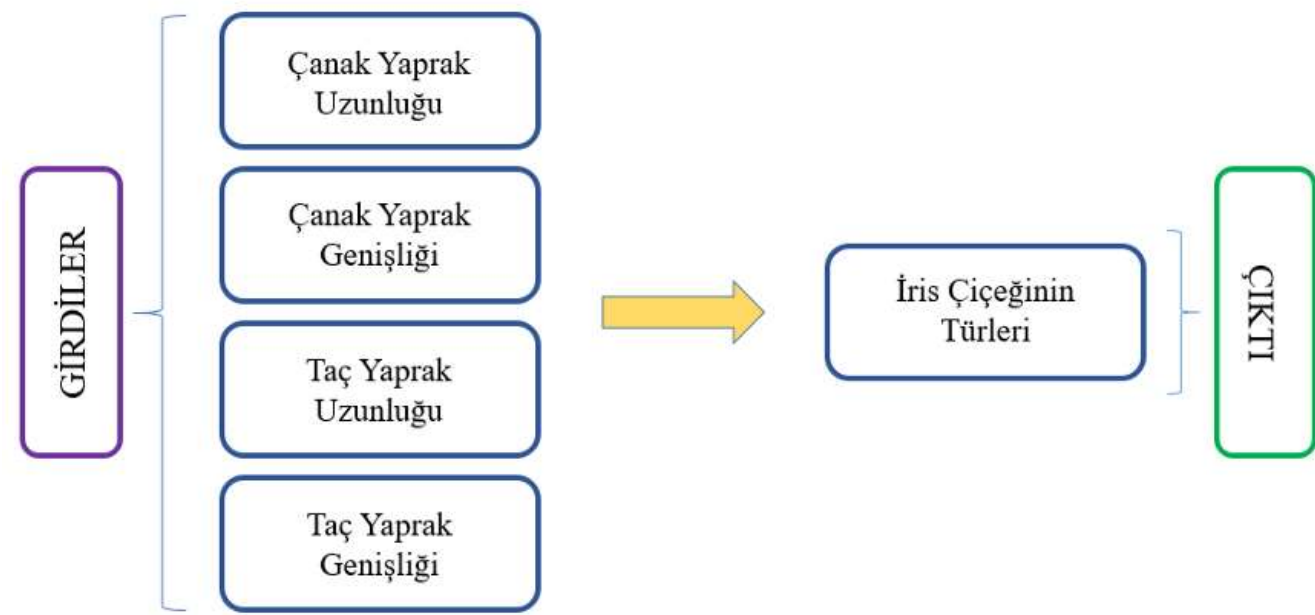 GİRDİLER
Çanak Yaprak
Uzunluğu
Çanak Yaprak
Genişliği
Taç Yaprak
Uzunluğu
Taç Yaprak
Genişliği
İris Çiçeğinin
Türleri
ÇIKTI